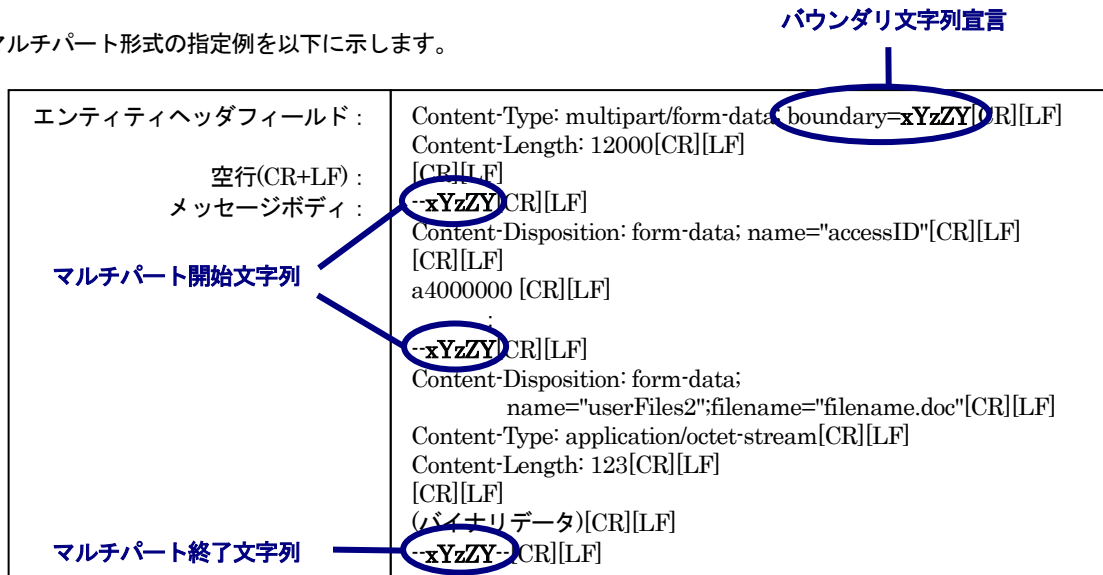 バウンダリ文字列宣言
マルチパート形式の指定例を以下に示します。
エンティティヘッダフィールド： Content-Type: multipart/form-data; boundary=xYzZY[CR][LF]
Content-Length: 12000[CR][LF]
空行(CR+LF)： [CR][LF]
メッセージボディ： --xYzZY[CR][LF]
Content-Disposition: form-data; name="accessID"[CR][LF]
マルチパート開始文字列 [CR][LF]
a4000000 [CR][LF]
:
--xYzZY[CR][LF]
Content-Disposition: form-data;
name="userFiles2";filename="filename.doc"[CR][LF]
Content-Type: application/octet-stream[CR][LF]
Content-Length: 123[CR][LF]
[CR][LF]
(バイナリデータ)[CR][LF]
マルチパート終了文字列 --xYzZY--[CR][LF]